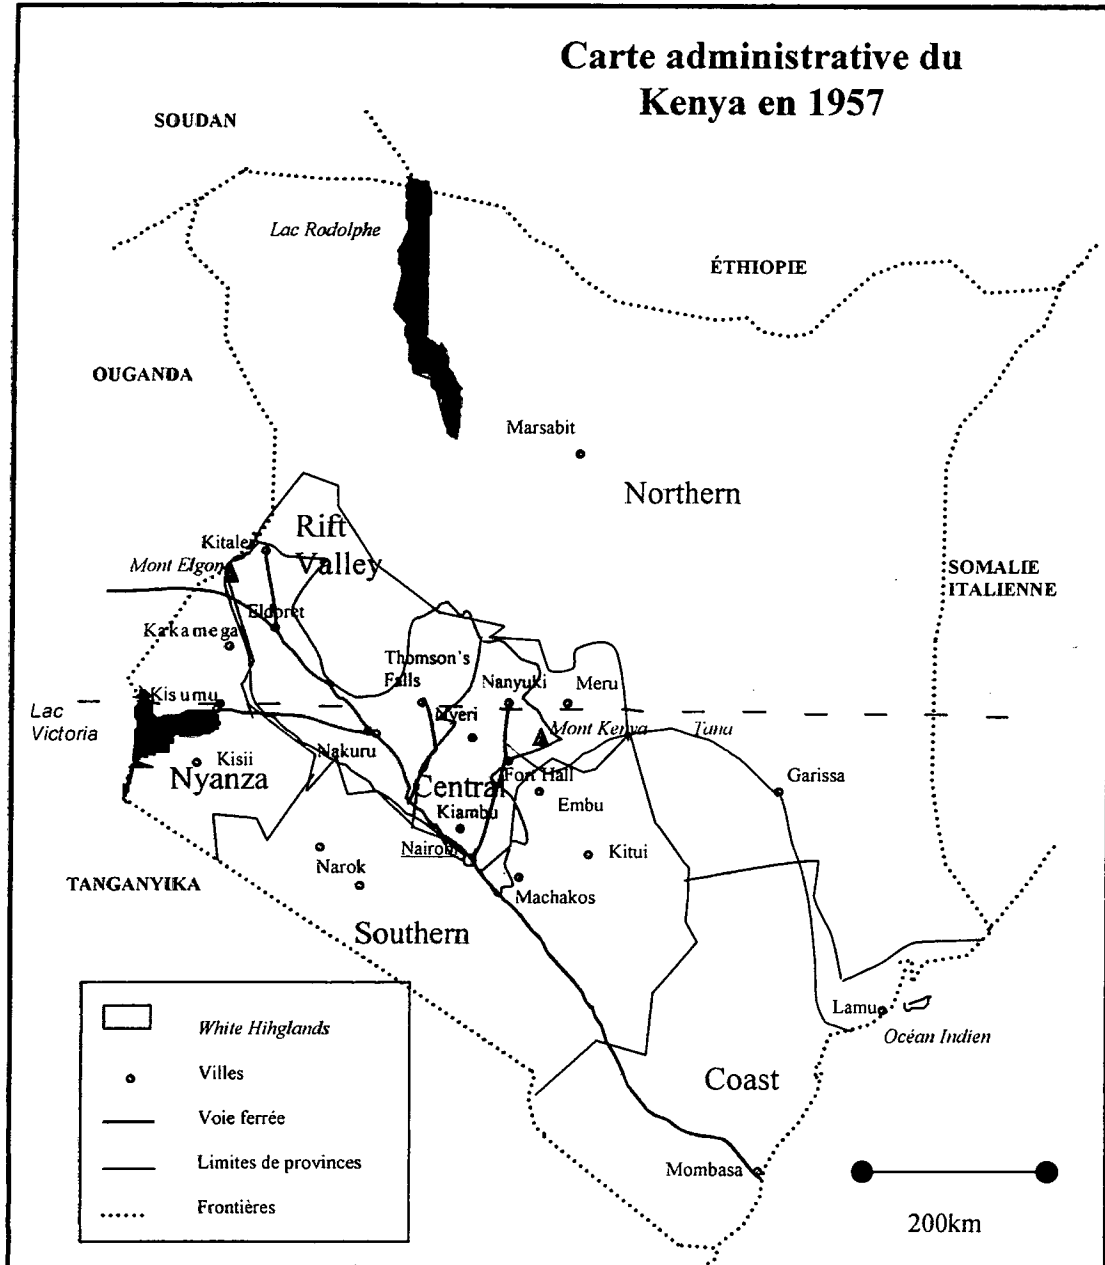 Carte administrative du
Kenya en 1957
SOUDAN
Lac Rodolphe
ÉTHIOPIE
OUGANDA
Marsabit
Northern
Rift
Valley
Kitale
Mont Elgon
SOMALIE
ITALIENNE
Eldoret
Kakamega
Thomson's
Falls
Nanyuki
Meru
Kisumu
Lac
Victoria
Nyeri
Mont Kenya
Tana
Nakuru
Kisii
Nyanza
Fort Hall
Central
Garissa
Embu
Kiambu
Nairobi
Kitui
Narok
TANGANYIKA
Machakos
Southern
White Hihglands
Villes
Voie ferrée
Limites de provinces
Frontières
Lamu
Océan Indien
Coast
Mombasa
200km